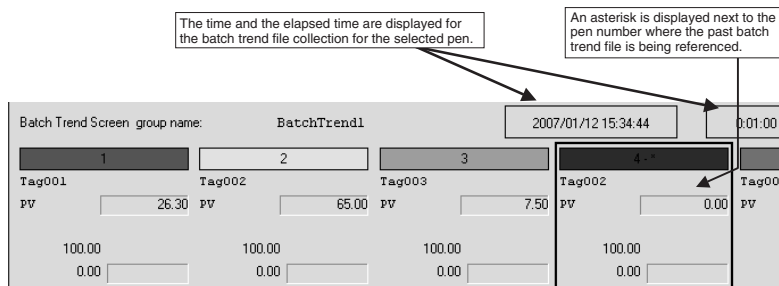 The time and the elapsed time are displayed for
the batch trend file collection for the selected pen.
An asterisk is displayed next to the
pen number where the past batch
trend file is being referenced.
Batch Trend Screen group name: BatchTrend1 2007/01/12 15:34:44 0:01:00
1 2 3 4 - *
Tag001 Tag002 Tag003 Tag002 Tag00
PV 26.30 PV 65.00 PV 7.50 PV 0.00 PV
100.00 100.00 100.00 100.00
0.00 0.00 0.00 0.00